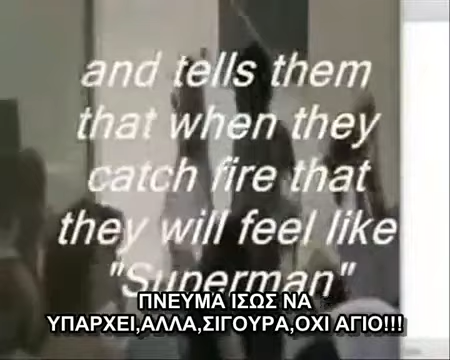 and tells them
that when they
catch fire that
they will feel like
"Superman"
ΠΝΕΥΜΑ ΙΣΩΣ ΝΑ
ΥΠΑΡΧΕΙ,ΑΛΛΑ,ΣΙΓΟΥΡΑ,ΟΧΙ ΑΓΙΟ!!!